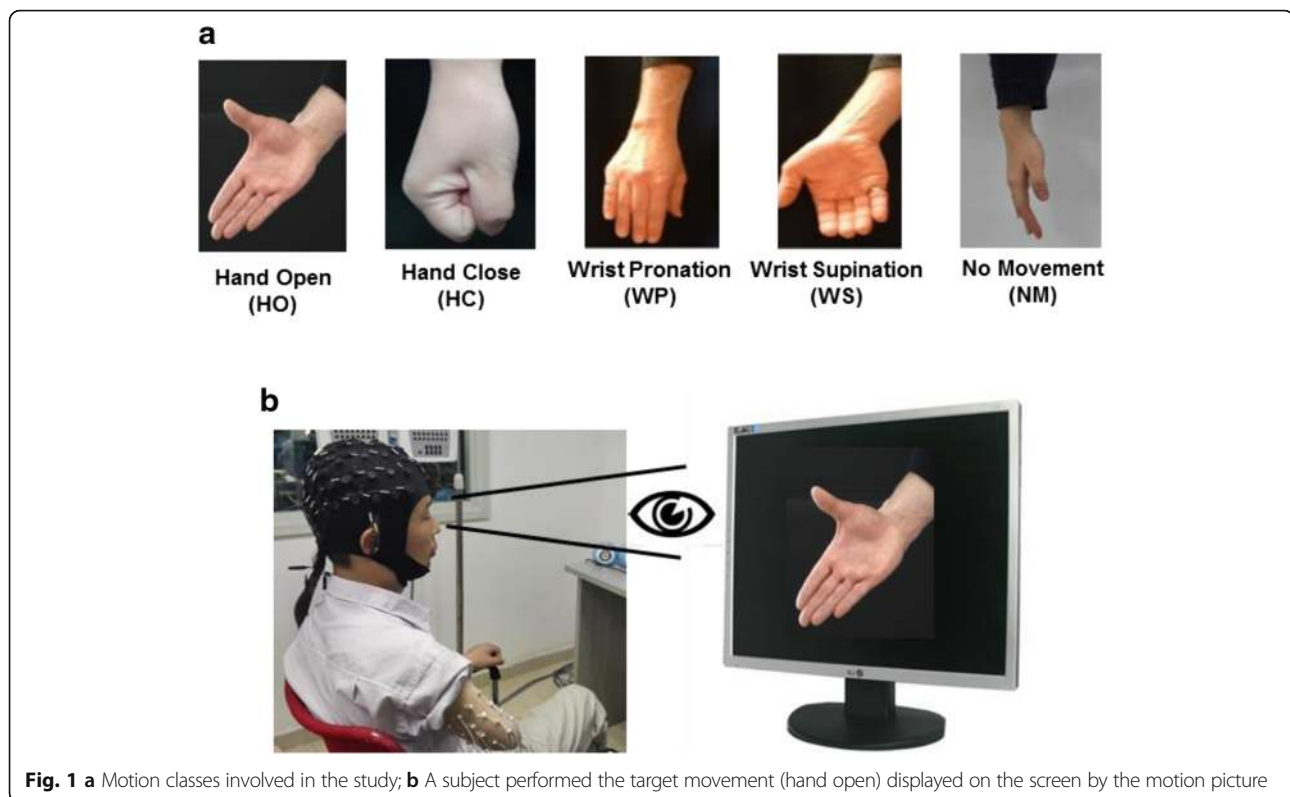 a
Hand Open
(HO)
Hand Close
(HC)
Wrist Pronation
(WP)
Wrist Supination
(WS)
No Movement
(NM)
b
Fig. 1 a Motion classes involved in the study; b A subject performed the target movement (hand open) displayed on the screen by the motion picture